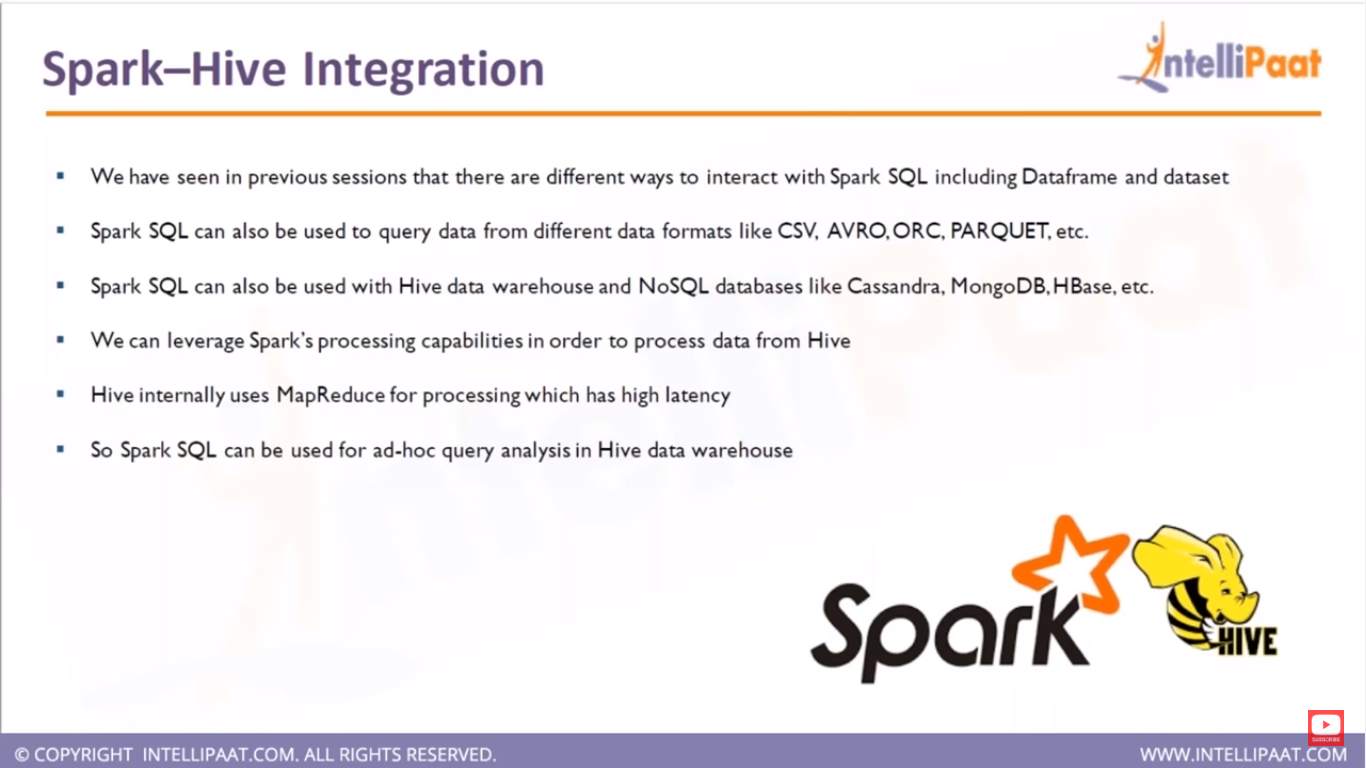 Spark–Hive Integration
IntelliPaat
▪ We have seen in previous sessions that there are different ways to interact with Spark SQL including Dataframe and dataset
▪ Spark SQL can also be used to query data from different data formats like CSV, AVRO, ORC, PARQUET, etc.
▪ Spark SQL can also be used with Hive data warehouse and NoSQL databases like Cassandra, MongoDB, HBase, etc.
▪ We can leverage Spark's processing capabilities in order to process data from Hive
▪ Hive internally uses MapReduce for processing which has high latency
▪ So Spark SQL can be used for ad-hoc query analysis in Hive data warehouse
Spark
HIVE
SUBSCRIBE
© COPYRIGHT INTELLIPAAT.COM. ALL RIGHTS RESERVED.
WWW.INTELLIPAAT.COM